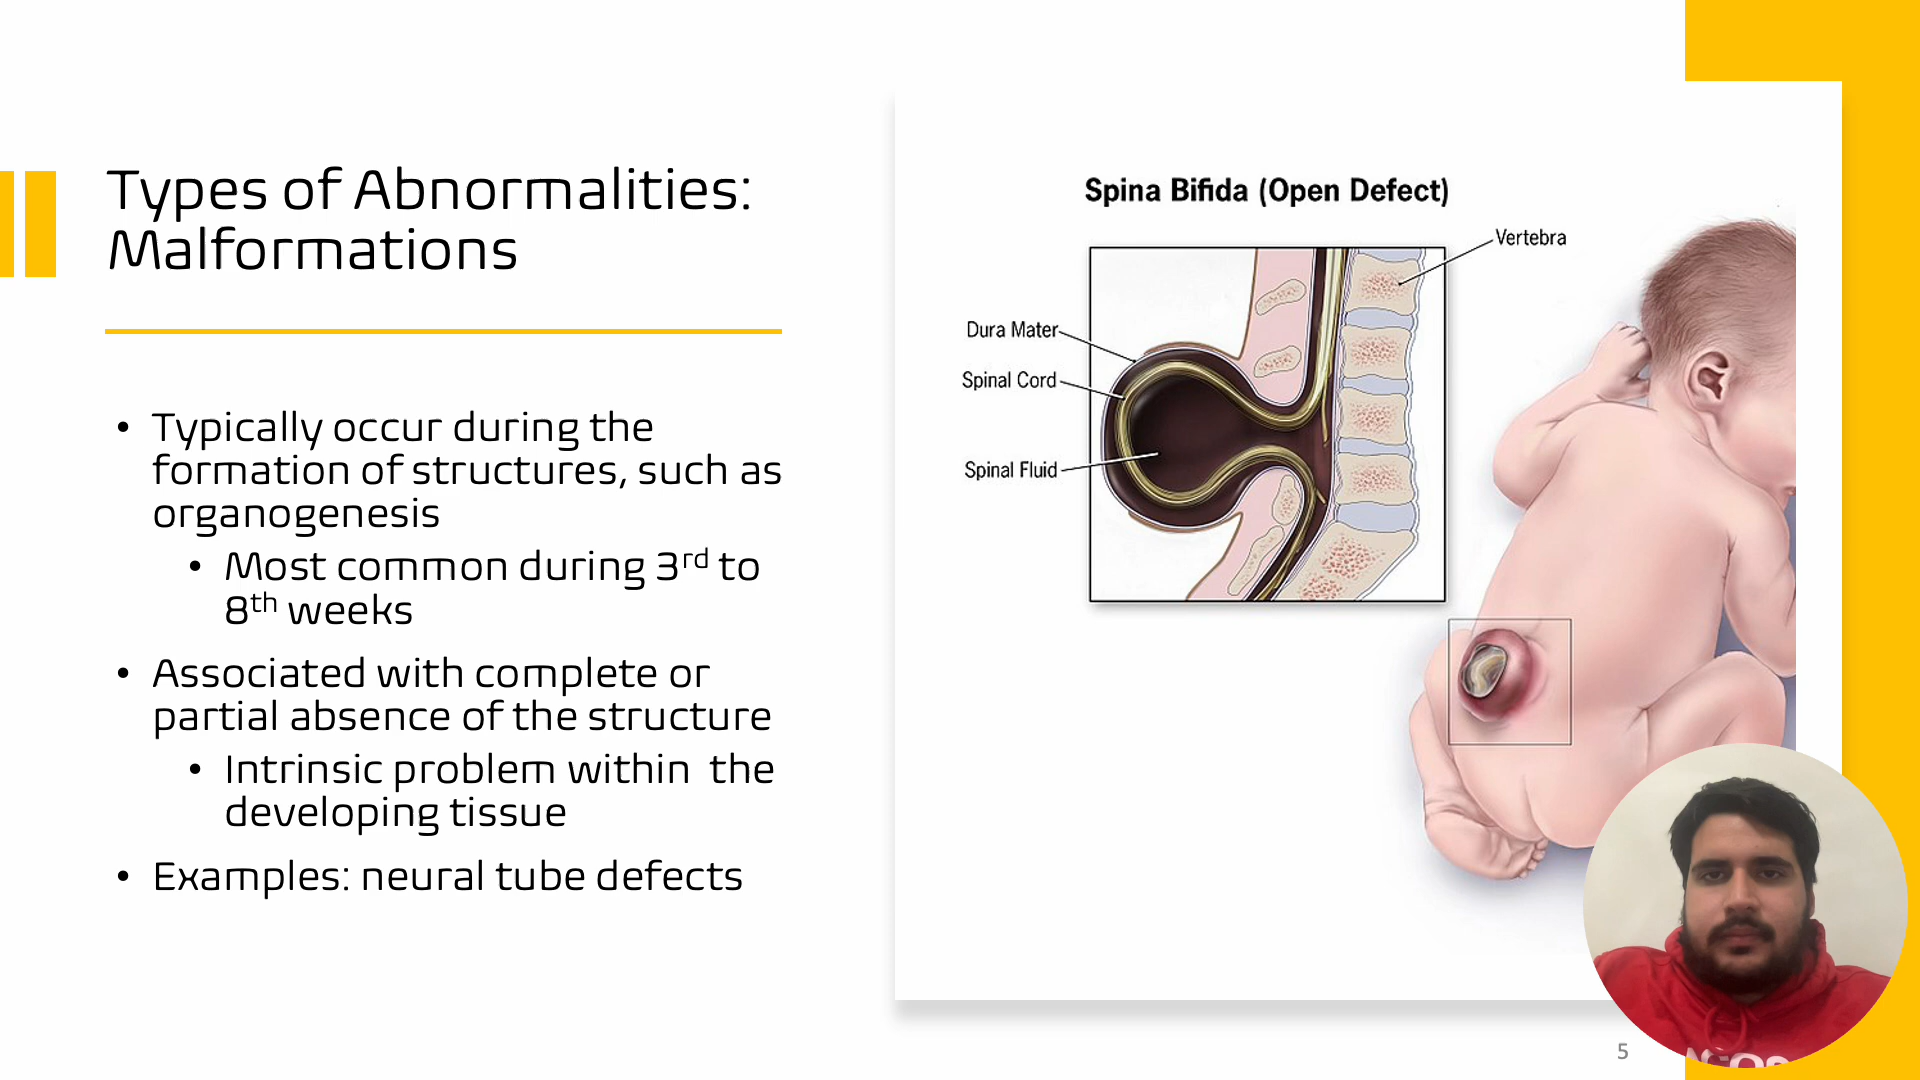 Types of Abnormalities:
Malformations
• Typically occur during the
formation of structures, such as
organogenesis
• Most common during 3rd to
8th weeks
• Associated with complete or
partial absence of the structure
• Intrinsic problem within  the
developing tissue
• Examples: neural tube defects
Spina Bifida (Open Defect)
Vertebra
Dura Mater
Spinal Cord
Spinal Fluid
5